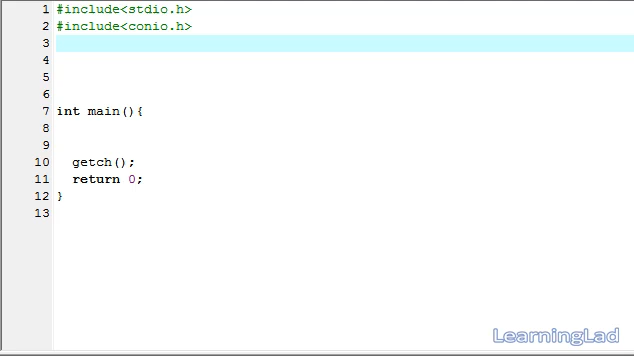 1 #include<stdio.h>
2 #include<conio.h>
3
4
5
6
7 int main(){
8
9
10 getch();
11 return 0;
12 }
13
LearningLad